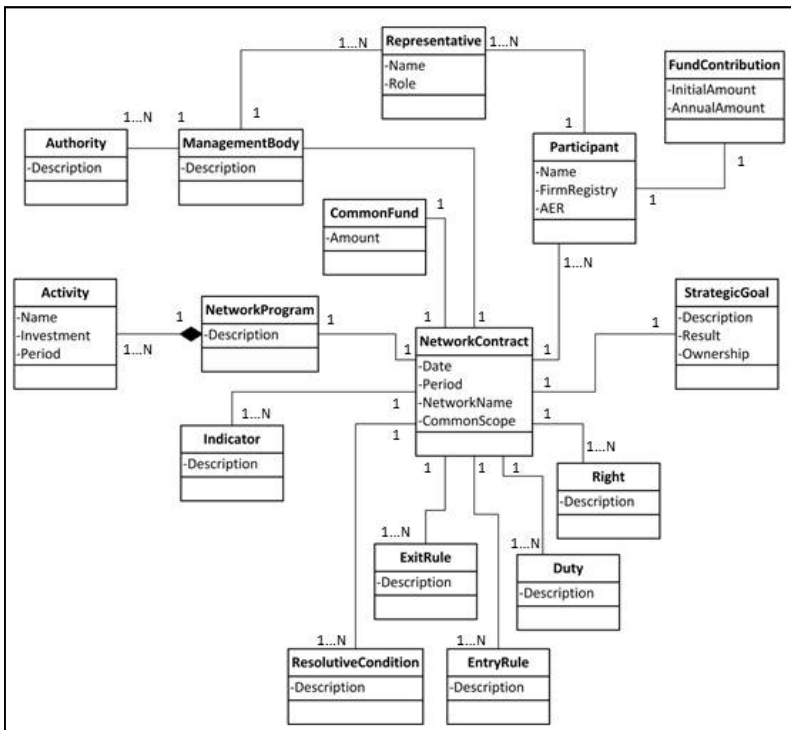 1...N
Representative
-Name
-Role
1...N
FundContribution
-InitialAmount
-AnnualAmount
1
1...N
Authority
-Description
1
1
ManagementBody
-Description
1
Participant
-Name
-FirmRegistry
-AER
1
1...N
CommonFund
-Amount
1
1
1
Activity
-Name
-Investment
-Period
1
1...N
NetworkProgram
-Description
1
1
NetworkContract
-Date
-Period
-NetworkName
-CommonScope
1
StrategicGoal
-Description
-Result
-Ownership
1
1
1...N
Indicator
-Description
1
1
1
1
1
1
1...N
Right
-Description
1...N
ExitRule
-Description
1...N
Duty
-Description
1...N
ResolutiveCondition
-Description
1...N
EntryRule
-Description